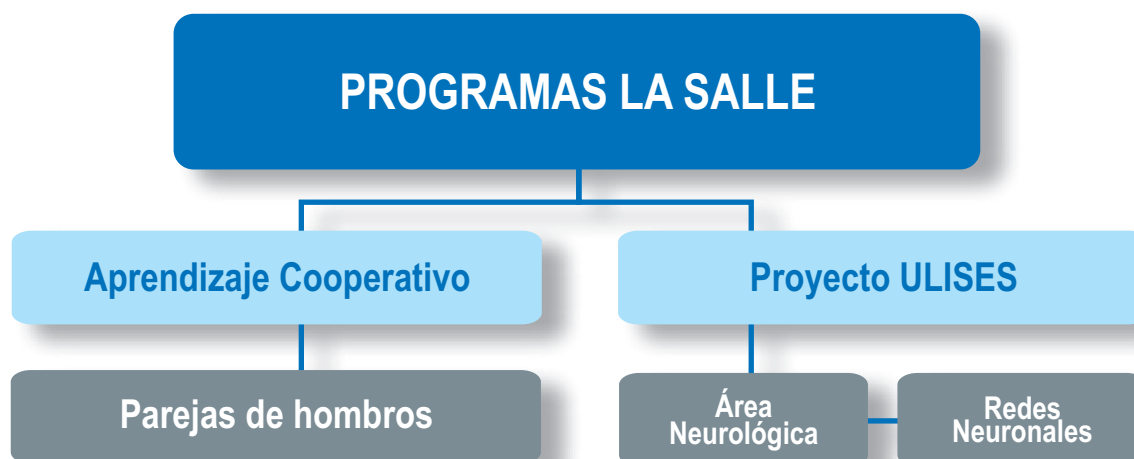 PROGRAMAS LA SALLE
Aprendizaje Cooperativo
Proyecto ULISES
Parejas de hombros
Área
Neurológica
Redes
Neuronales